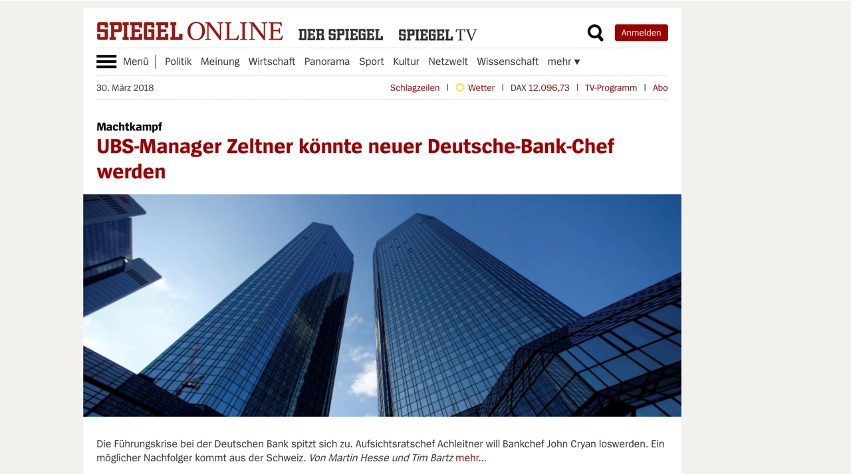 SPIEGEL ONLINE DER SPIEGEL SPIEGEL TV Anmelden
Menü Politik Meinung Wirtschaft Panorama Sport Kultur Netzwelt Wissenschaft mehr ▼
30. März 2018 Schlagzeilen | Wetter | DAX 12.096,73 | TV-Programm | Abo
Machtkampf
UBS-Manager Zeltner könnte neuer Deutsche-Bank-Chef
werden
Die Führungskrise bei der Deutschen Bank spitzt sich zu. Aufsichtsratschef Achleitner will Bankchef John Cryan loswerden. Ein
möglicher Nachfolger kommt aus der Schweiz. Von Martin Hesse und Tim Bartz mehr...